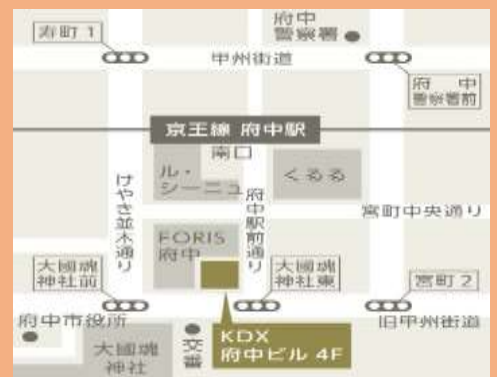 寿町 1
府中
警察署
甲州街道
府 中
警察署前
京王線 府中駅
南口
ル・
シーニュ
くるる
けやき並木通り
府中駅前通り
宮町中央通り
FORIS
府中
大國魂
神社前
大國魂
神社東
宮町 2
府中市役所
旧甲州街道
大國魂
神社
交番
KDX
府中ビル 4F